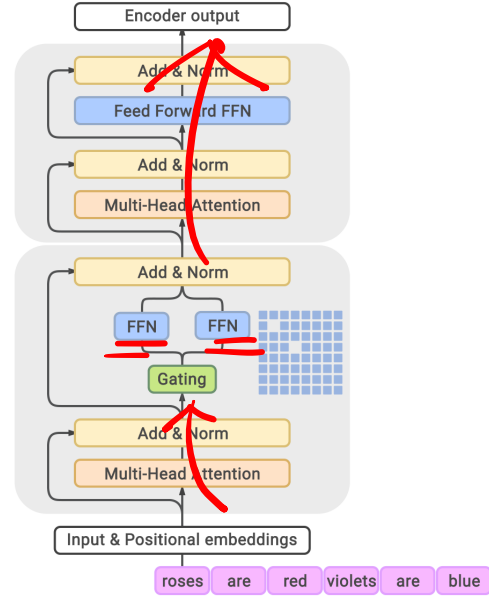 Encoder output
Add & Norm
Feed Forward FFN
Add & Norm
Multi-Head Attention
Add & Norm
FFN FFN
Gating
Add & Norm
Multi-Head Attention
Input & Positional embeddings
roses are red violets are blue